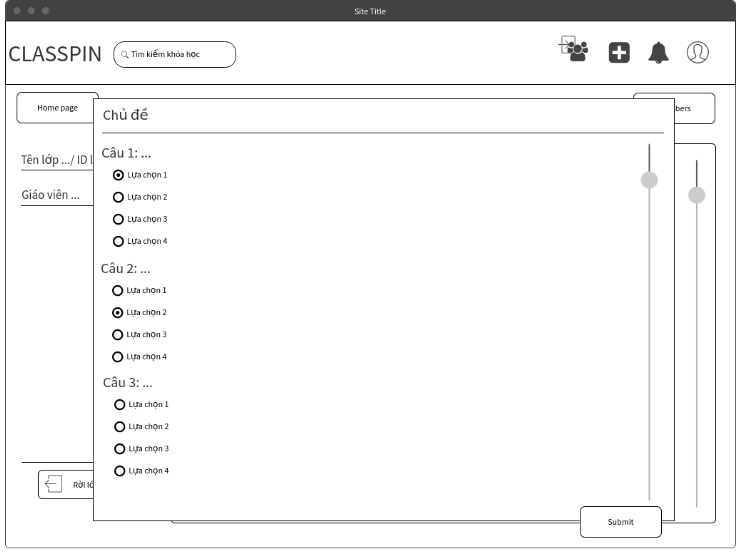 Site Title
CLASSPIN
Tìm kiếm khóa học
Home page
bers
Chủ đề
Tên lớp .../ ID l
Giáo viên ...
Câu 1: ...
Lựa chọn 1
Lựa chọn 2
Lựa chọn 3
Lựa chọn 4
Câu 2: ...
Lựa chọn 1
Lựa chọn 2
Lựa chọn 3
Lựa chọn 4
Câu 3: ...
Lựa chọn 1
Lựa chọn 2
Lựa chọn 3
Lựa chọn 4
Rời lớ
Submit